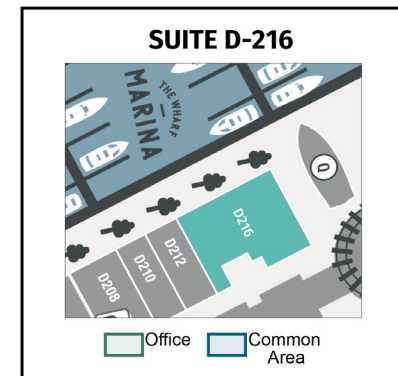 SUITE D-216
THE WHARF
MARINA
Q
D216
D212
D210
D208
Office
Common
Area